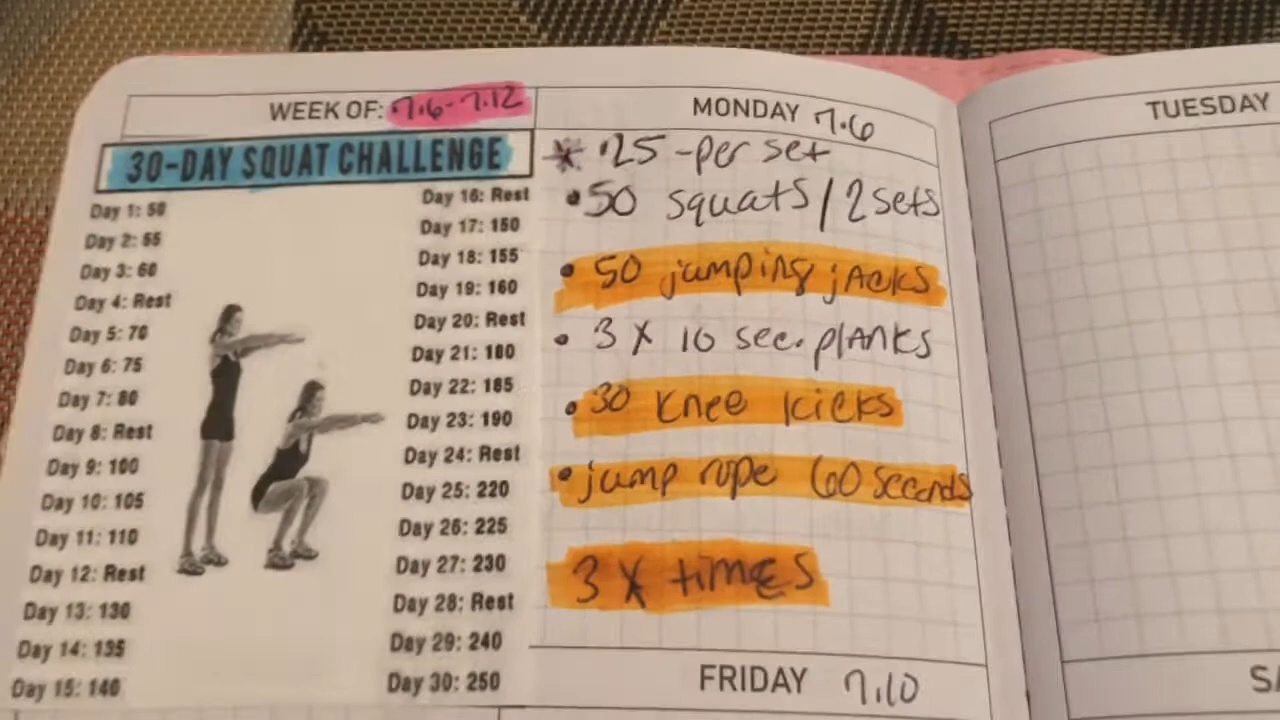 WEEK OF: 7.6-7.12
30-DAY SQUAT CHALLENGE
Day 1: 50
Day 2: 55
Day 3: 60
Day 4: Rest
Day 5: 70
Day 6: 75
Day 7: 80
Day 8: Rest
Day 9: 100
Day 10: 105
Day 11: 110
Day 12: Rest
Day 13: 130
Day 14: 135
Day 15: 140
Day 16: Rest
Day 17: 150
Day 18: 155
Day 19: 160
Day 20: Rest
Day 21: 180
Day 22: 185
Day 23: 190
Day 24: Rest
Day 25: 220
Day 26: 225
Day 27: 230
Day 28: Rest
Day 29: 240
Day 30: 250
MONDAY 7.6
* 25 -per set
• 50 squats / 2 sets
• 50 jumping jacks
• 3 X 10 sec. planks
• 30 knee kicks
• jump rope 60 seconds
3 X times
FRIDAY 7.10
TUESDAY
SA